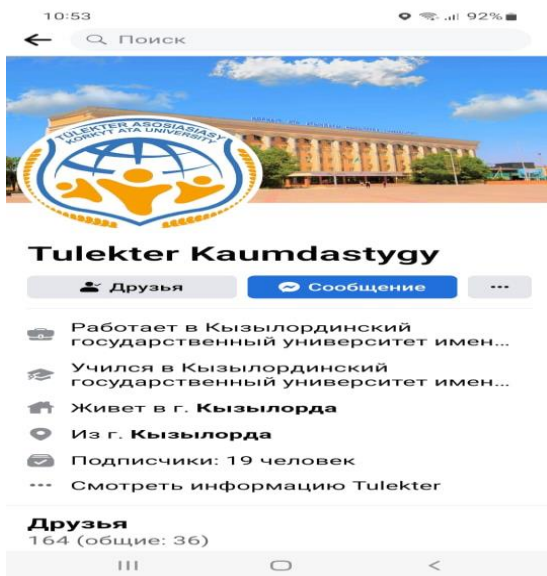 10:53
92%
Поиск
TÜLEKTER ASOSIASIASY
KORKYT ATA UNIVERSITY
Tulekter Kaumdastygy
Друзья
Сообщение
Работает в Кызылординский
государственный университет имен...
Учился в Кызылординский
государственный университет имен...
Живет в г. Кызылорда
Из г. Кызылорда
Подписчики: 19 человек
Смотреть информацию Tulekter
Друзья
164 (общие: 36)